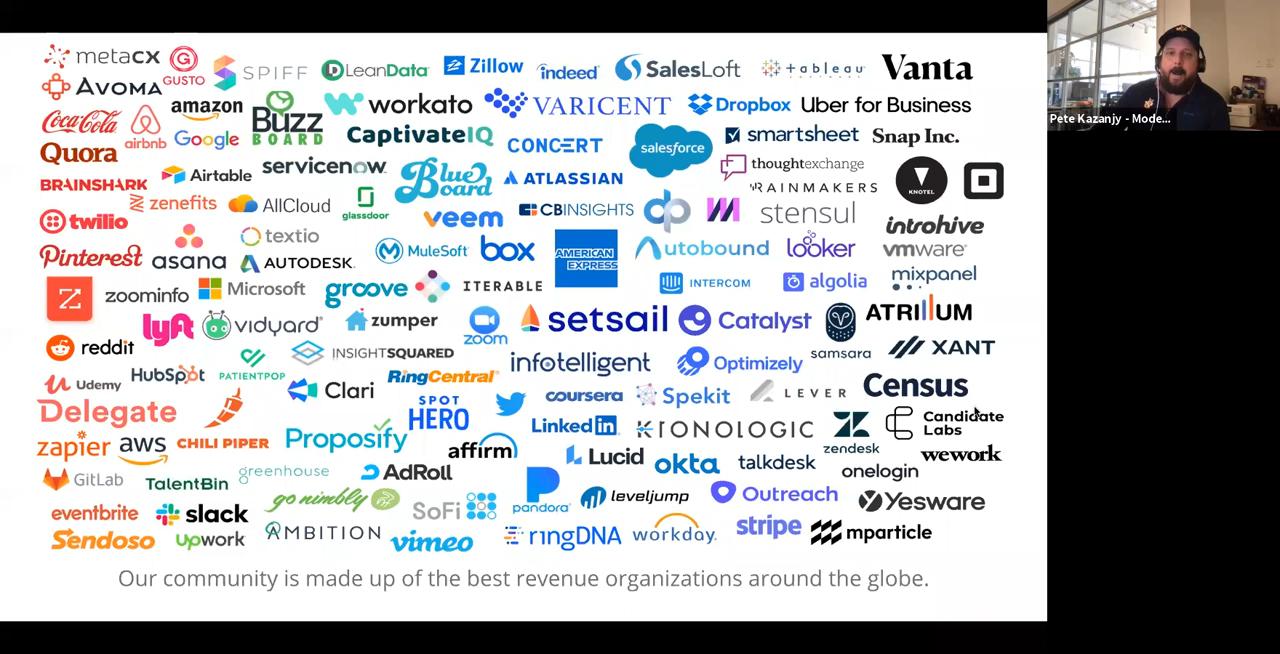 metacx
GUSTO
SPIFF
LeanData
Zillow
indeed
SalesLoft
+ableau
Vanta
AVOMA
amazon
BUZZ BOARD
workato
VARICENT
Dropbox
Uber for Business
Coca-Cola
airbnb
Google
CaptivateIQ
CONCERT
salesforce
smartsheet
Snap Inc.
Quora
servicenow
thoughtexchange
BRAINSHARK
Airtable
Blue Board
ATLASSIAN
RAINMAKERS
KNOTEL
zenefits
AllCloud
glassdoor
veem
CBINSIGHTS
dp
stensul
introhive
twilio
textio
Pinterest
asana
AUTODESK.
MuleSoft
box
AMERICAN EXPRESS
Autobound
looker
vmware
zoominfo
Microsoft
groove
ITERABLE
INTERCOM
algolia
mixpanel
lyft
vidyard
zumper
zoom
setsail
Catalyst
samsara
ATRIUM
reddit
PATIENTPOP
INSIGHTSQUARED
infotelligent
Optimizely
XANT
Udemy
HubSpot
Clari
RingCentral
coursera
Spekit
LEVER
Census
Delegate
SPOT HERO
LinkedIn
KRONOLOGIC
zendesk
Candidate Labs
zapier
aws
CHILI PIPER
Proposify
affirm
Lucid
okta
talkdesk
onelogin
wework
GitLab
TalentBin
greenhouse
AdRoll
pandora
leveljump
Outreach
Yesware
eventbrite
slack
go nimbly
SoFi
Sendoso
upwork
AMBITION
vimeo
ringDNA
workday.
stripe
mparticle
Our community is made up of the best revenue organizations around the globe.
Pete Kazanjy - Mode...